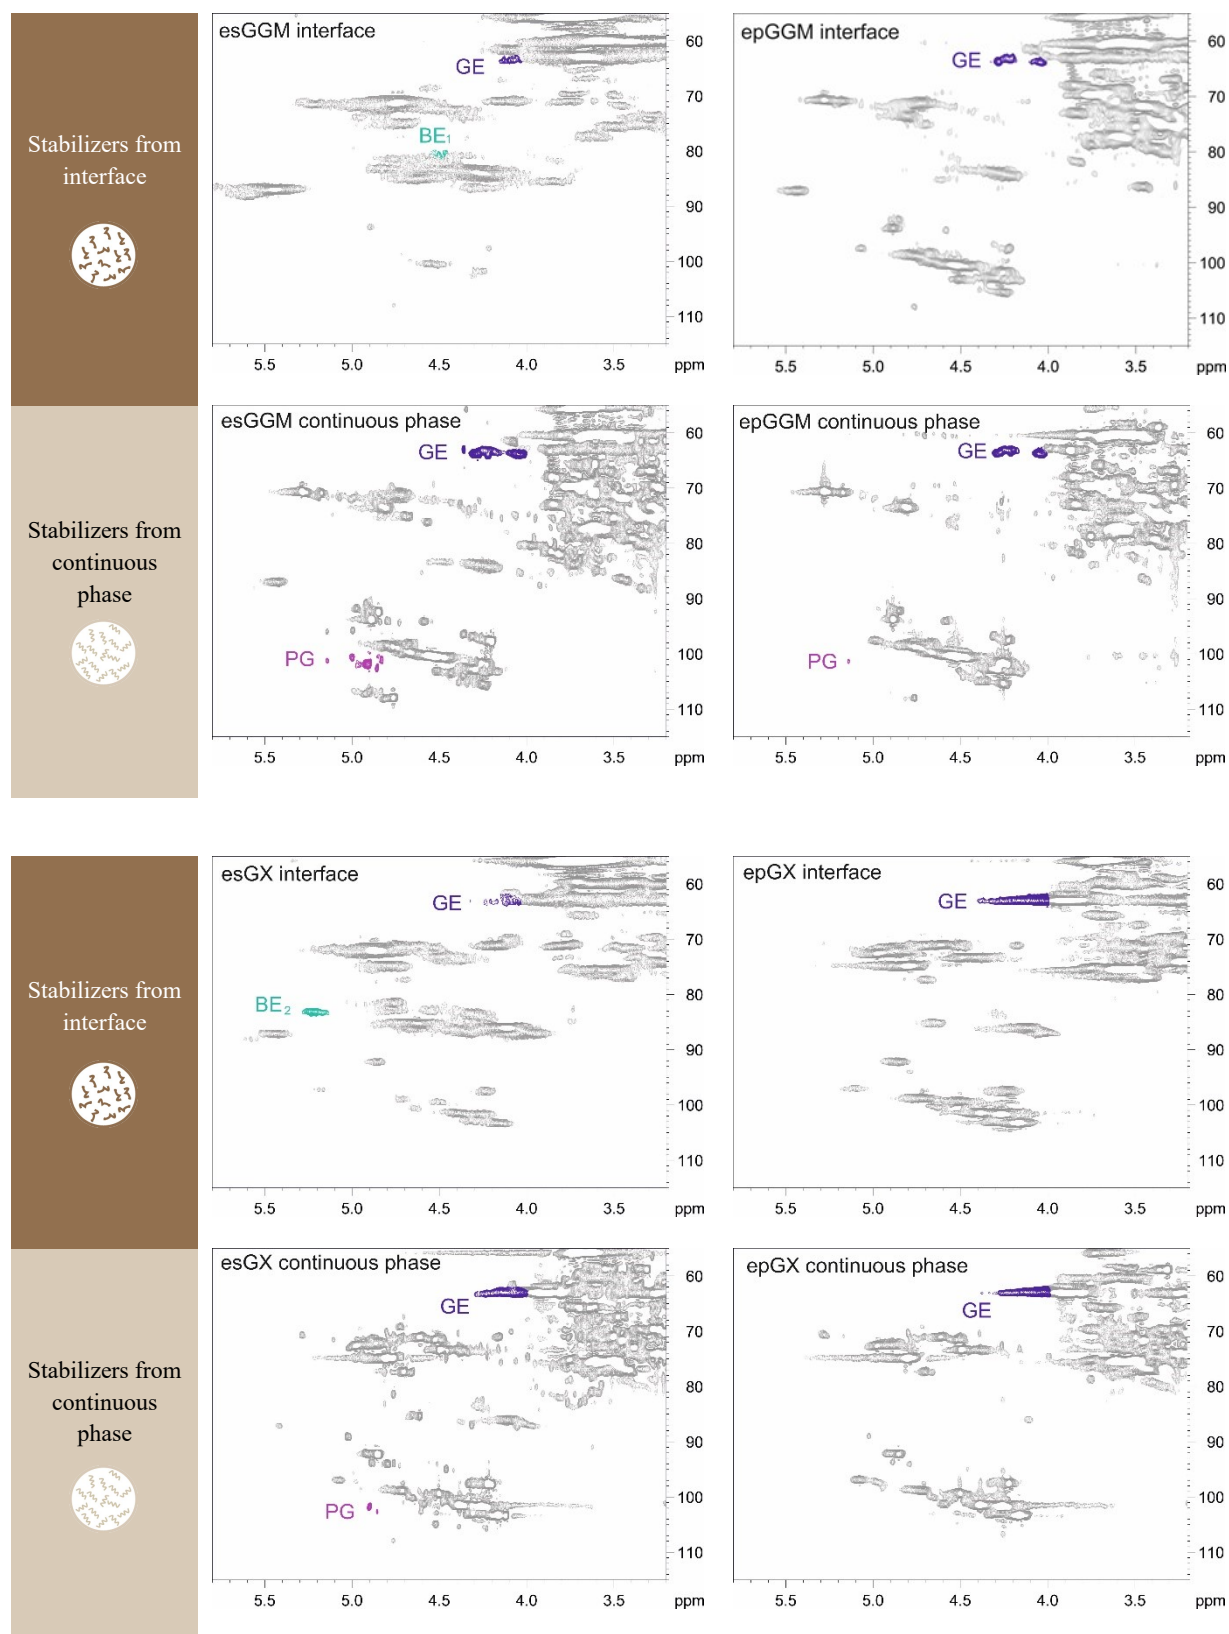 Stabilizers from
interface
esGGM interface
GE
BE₁
60
70
80
90
100
110
5.5 5.0 4.5 4.0 3.5 ppm
epGGM interface
GE
60
70
80
90
100
110
5.5 5.0 4.5 4.0 3.5 ppm
Stabilizers from
continuous
phase
esGGM continuous phase
GE
PG
60
70
80
90
100
110
5.5 5.0 4.5 4.0 3.5 ppm
epGGM continuous phase
GE
PG
60
70
80
90
100
110
5.5 5.0 4.5 4.0 3.5 ppm
Stabilizers from
interface
esGX interface
GE
BE₂
60
70
80
90
100
110
5.5 5.0 4.5 4.0 3.5 ppm
epGX interface
GE
60
70
80
90
100
110
5.5 5.0 4.5 4.0 3.5 ppm
Stabilizers from
continuous
phase
esGX continuous phase
GE
PG
60
70
80
90
100
110
5.5 5.0 4.5 4.0 3.5 ppm
epGX continuous phase
GE
60
70
80
90
100
110
5.5 5.0 4.5 4.0 3.5 ppm